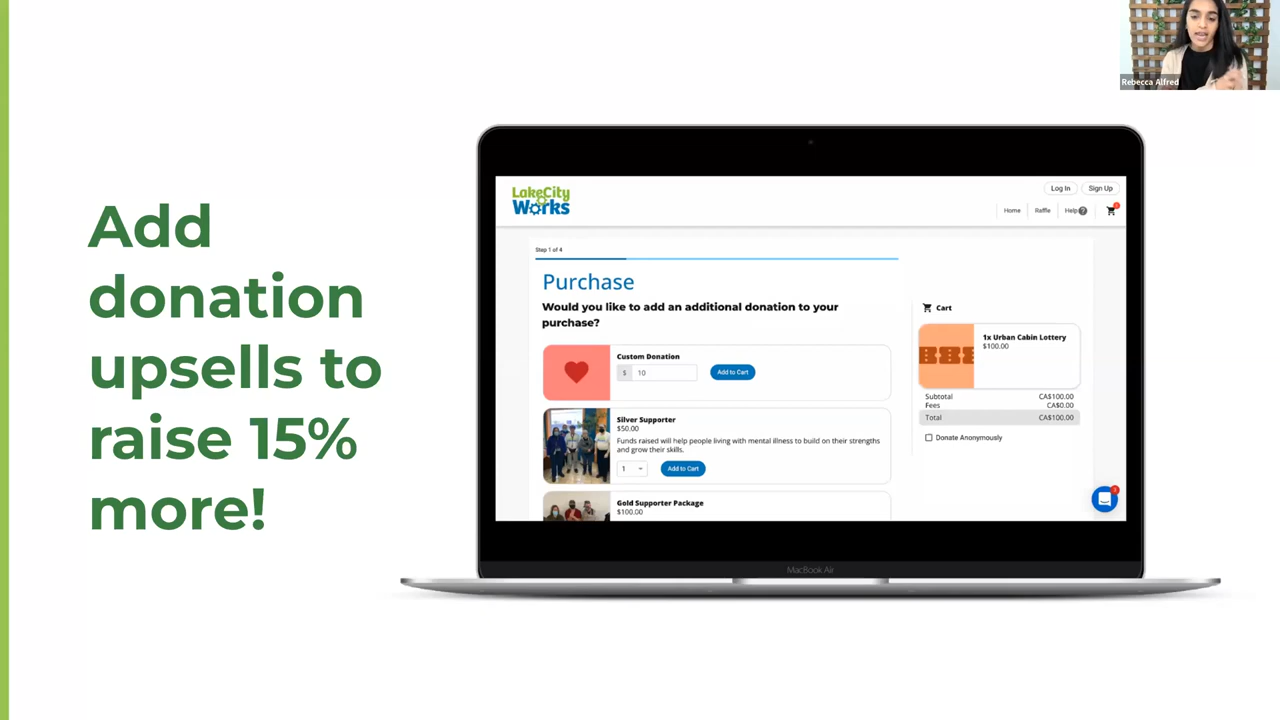 Rebecca Alfred
Add
donation
upsells to
raise 15%
more!
LakeCity
Works
Log In
Sign Up
Home
Raffle
Help ?
Step 1 of 4
Purchase
Would you like to add an additional donation to your
purchase?
Custom Donation
$ 10
Add to Cart
Silver Supporter
$50.00
Funds raised will help people living with mental illness to build on their strengths
and grow their skills.
1
Add to Cart
Gold Supporter Package
$100.00
Cart
1x Urban Cabin Lottery
$100.00
Subtotal CA$100.00
Fees CA$0.00
Total CA$100.00
Donate Anonymously
MacBook Air